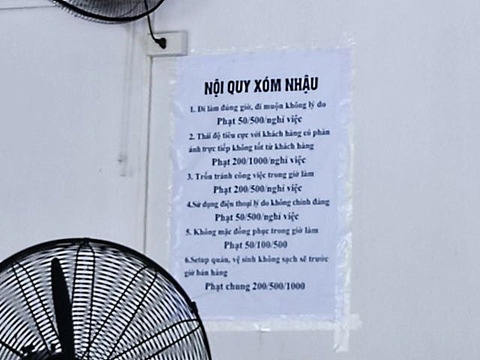 NỘI QUY XÓM NHẬU
1. Đi làm đúng giờ, đi muộn không lý do
Phạt 50/500/nghỉ việc
2. Thái độ tiêu cực với khách hàng có phản
ánh trực tiếp không tốt từ khách hàng
Phạt 200/1000/nghỉ việc
3. Trốn tránh công việc trong giờ làm
Phạt 200/500/nghỉ việc
4.Sử dụng điện thoại lý do không chính đáng
Phạt 50/500/nghỉ việc
5. Không mặc đồng phục trong giờ làm
Phạt 50/100/500
6.Setup quán, vệ sinh không sạch sẽ trước
giờ bán hàng
Phạt chung 200/500/1000